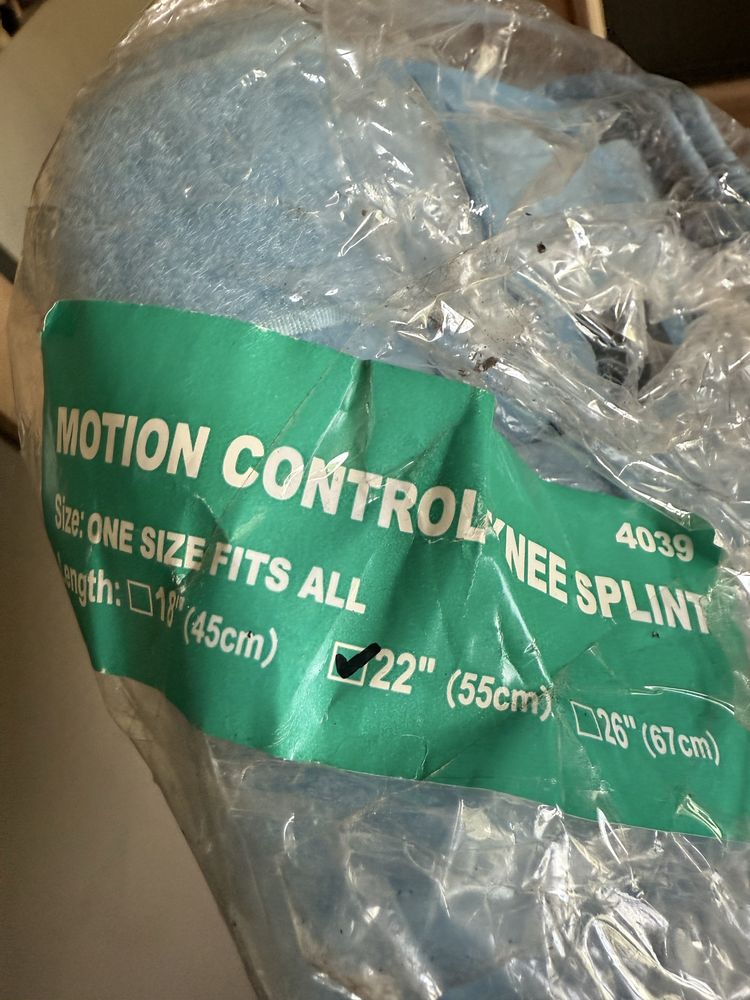 4039
MOTION CONTROL KNEE SPLINT
Size: ONE SIZE FITS ALL
Length: 18" (45cm) ✓ 22" (55cm) 26" (67cm)